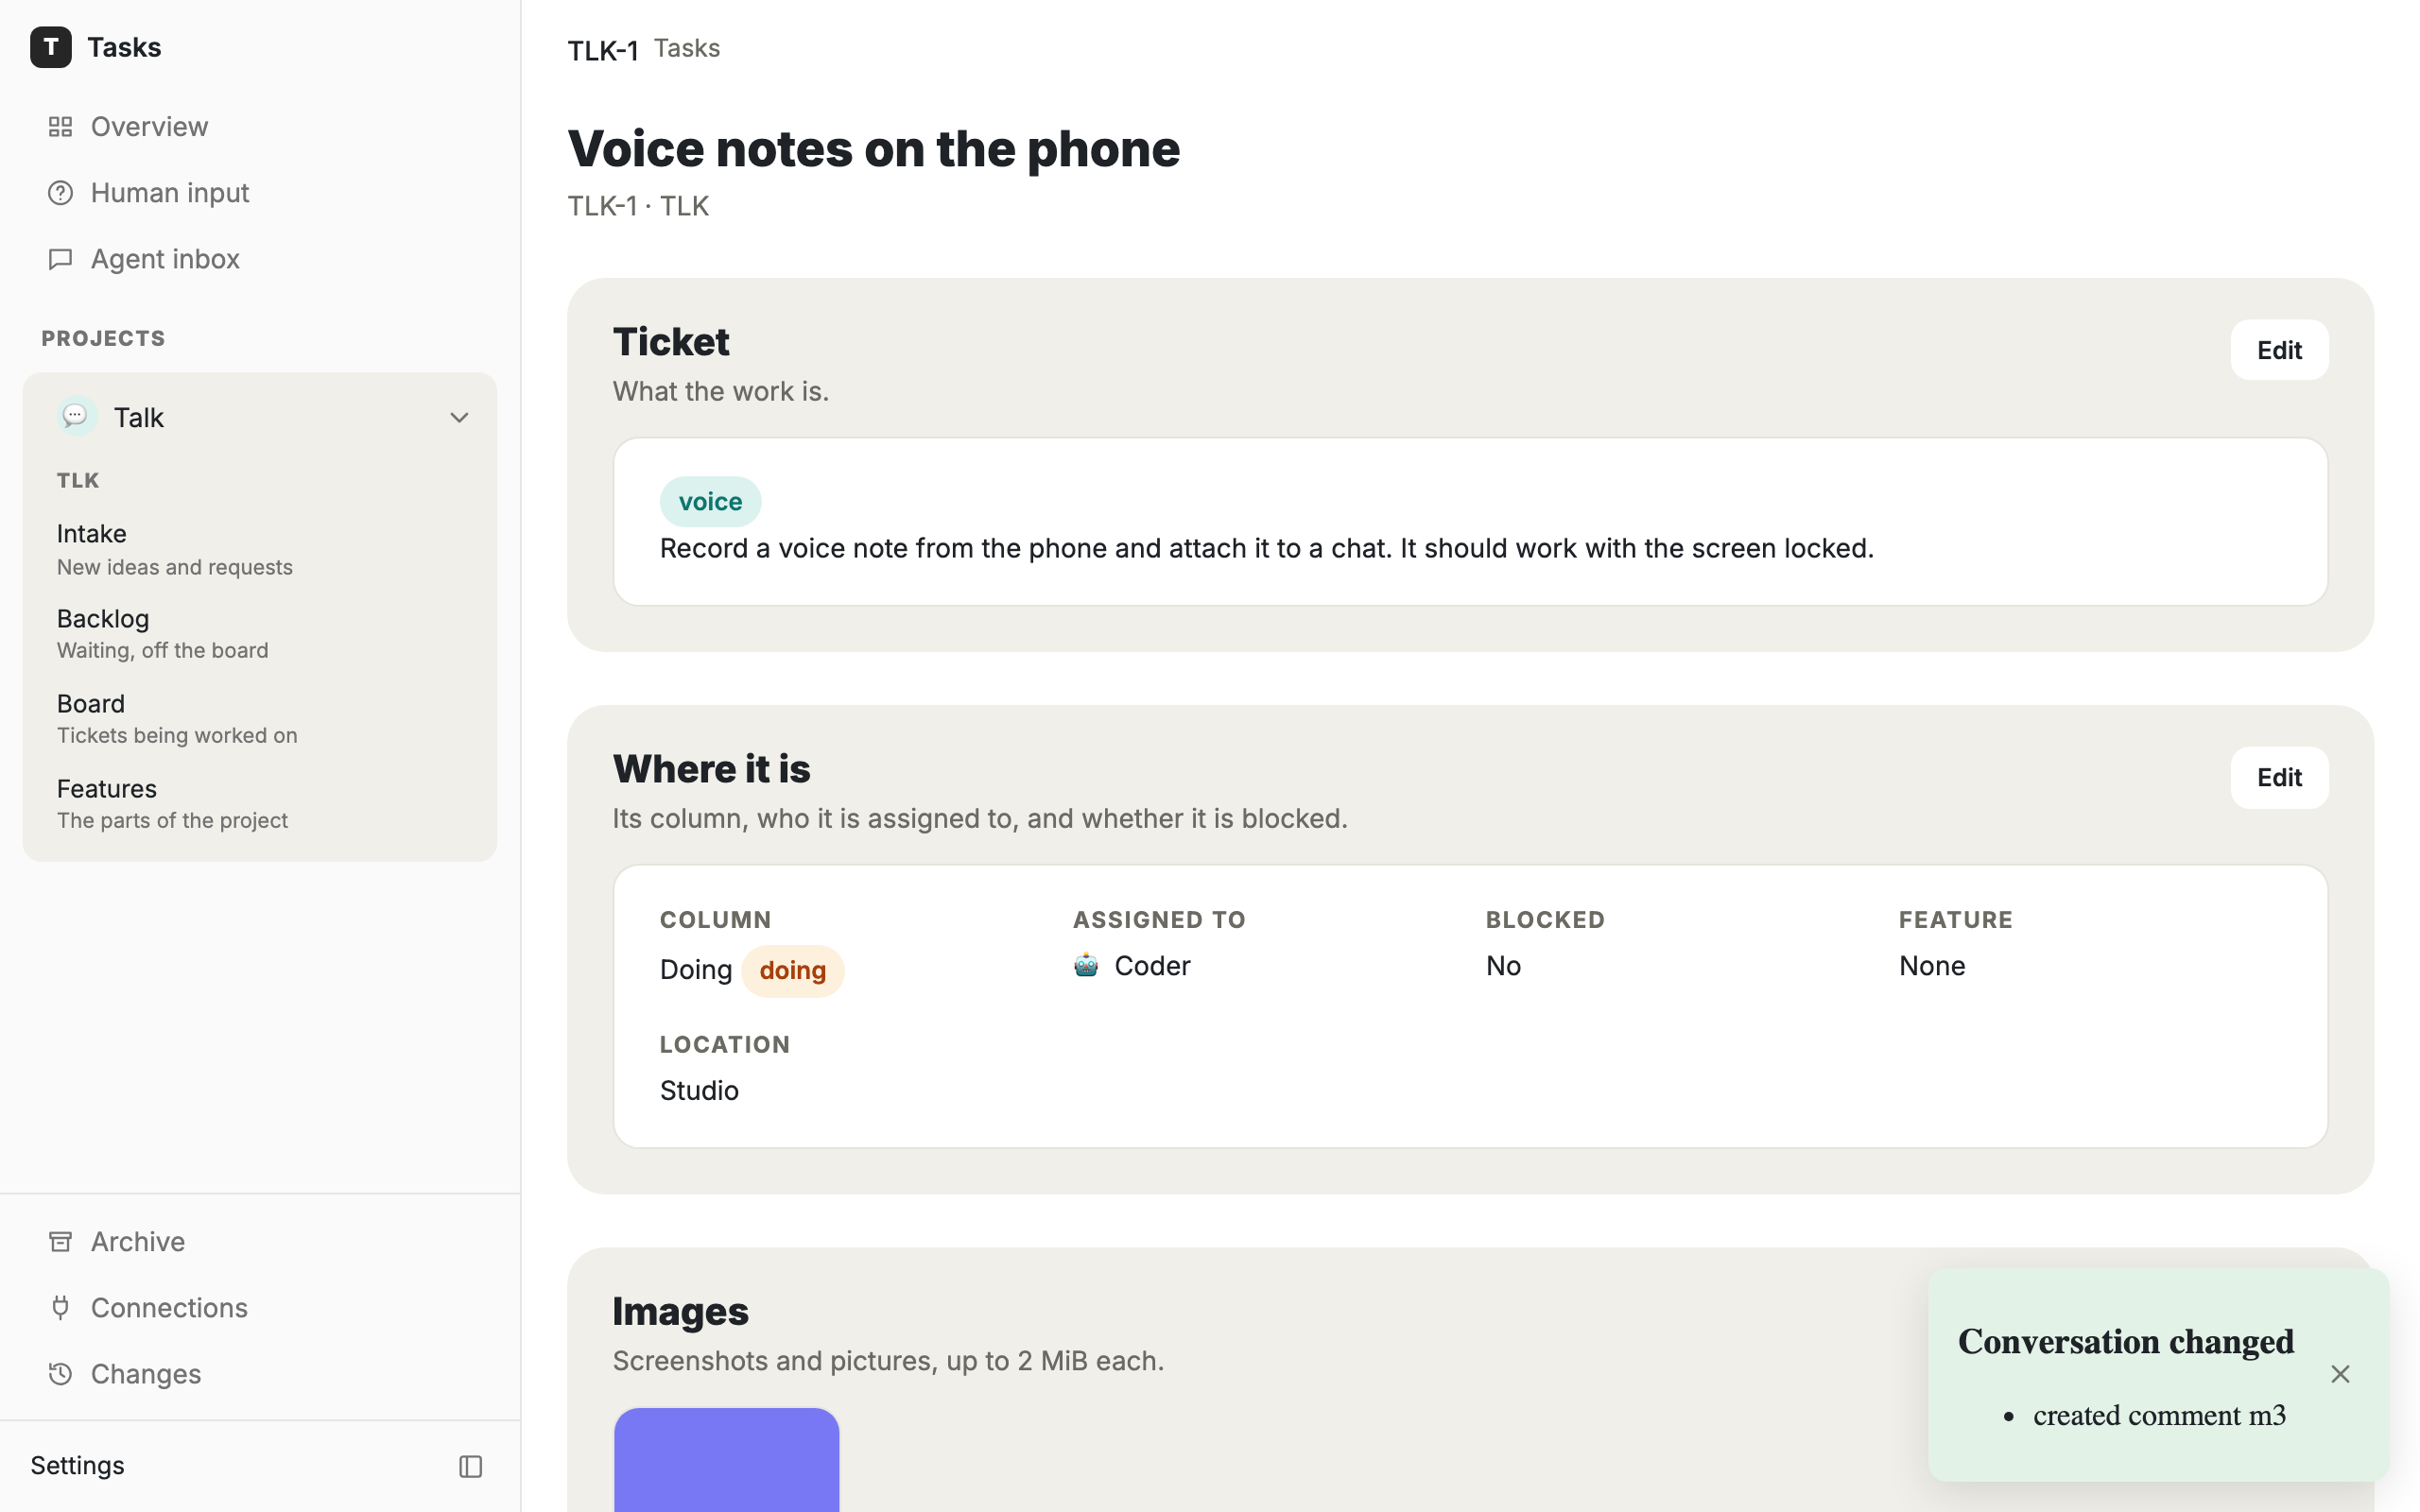 T Tasks
Overview
Human input
Agent inbox
PROJECTS
Talk
TLK
Intake
New ideas and requests
Backlog
Waiting, off the board
Board
Tickets being worked on
Features
The parts of the project
Archive
Connections
Changes
Settings
TLK-1 Tasks
Voice notes on the phone
TLK-1 · TLK
Ticket
Edit
What the work is.
voice
Record a voice note from the phone and attach it to a chat. It should work with the screen locked.
Where it is
Edit
Its column, who it is assigned to, and whether it is blocked.
COLUMN
Doing doing
ASSIGNED TO
Coder
BLOCKED
No
FEATURE
None
LOCATION
Studio
Images
Screenshots and pictures, up to 2 MiB each.
Conversation changed
• created comment m3